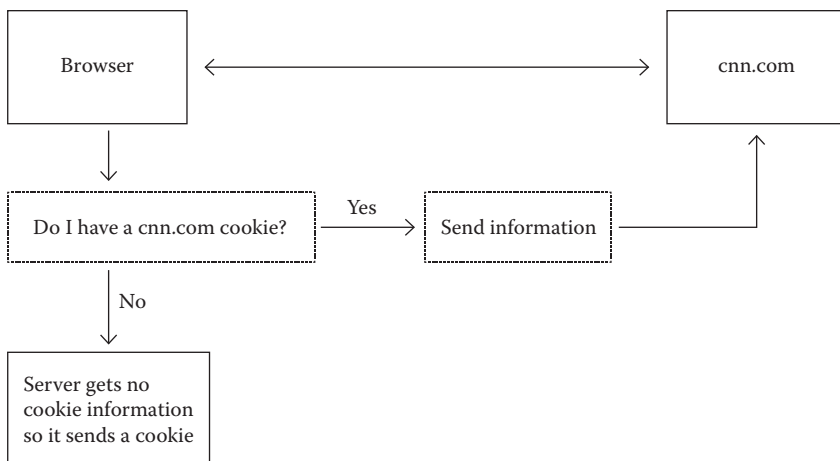 Browser
cnn.com
Do I have a cnn.com cookie?
Yes
Send information
No
Server gets no
cookie information
so it sends a cookie